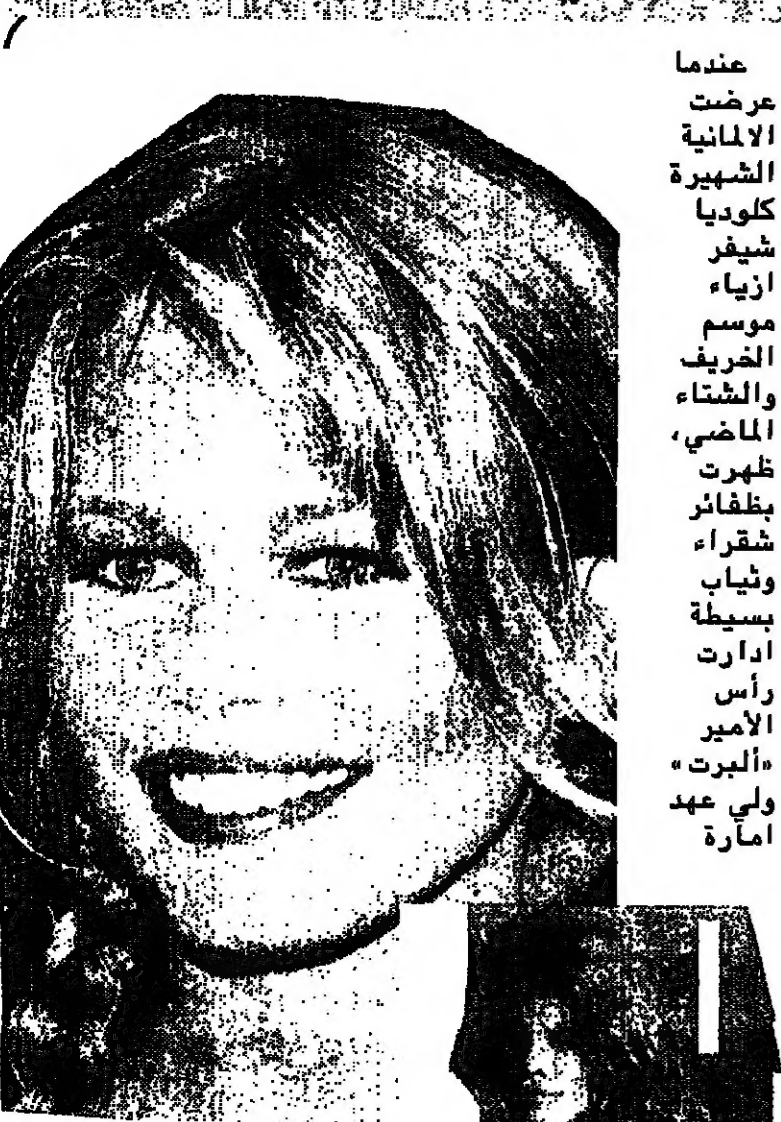 عندما
عرضت
الالمانية
الشهيرة
كلوديا
شيفر
ازياء
موسم
الخريف
والشتاء
الماضي،
ظهرت
بظفائر
شقراء
وثياب
بسيطة
ادارت
رأس
الأمير
«ألبرت»
ولي عهد
امارة